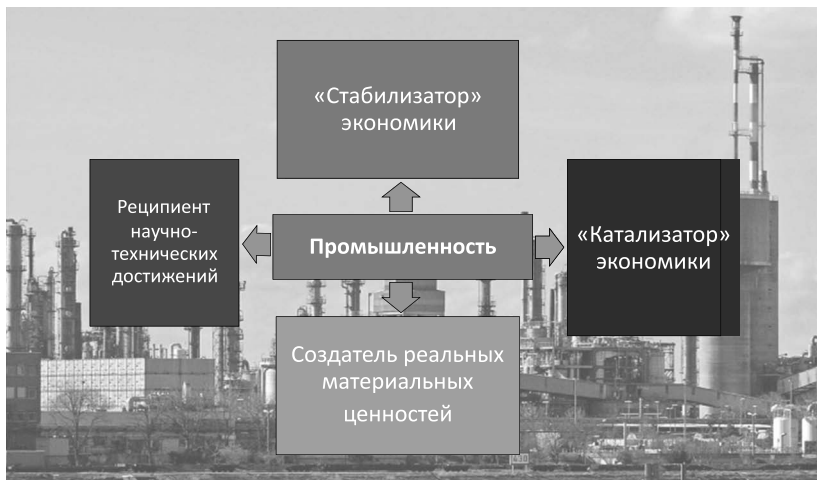 «Стабилизатор»
экономики
Реципиент
научно-
технических
достижений
Промышленность
«Катализатор»
экономики
Создатель реальных
материальных
ценностей